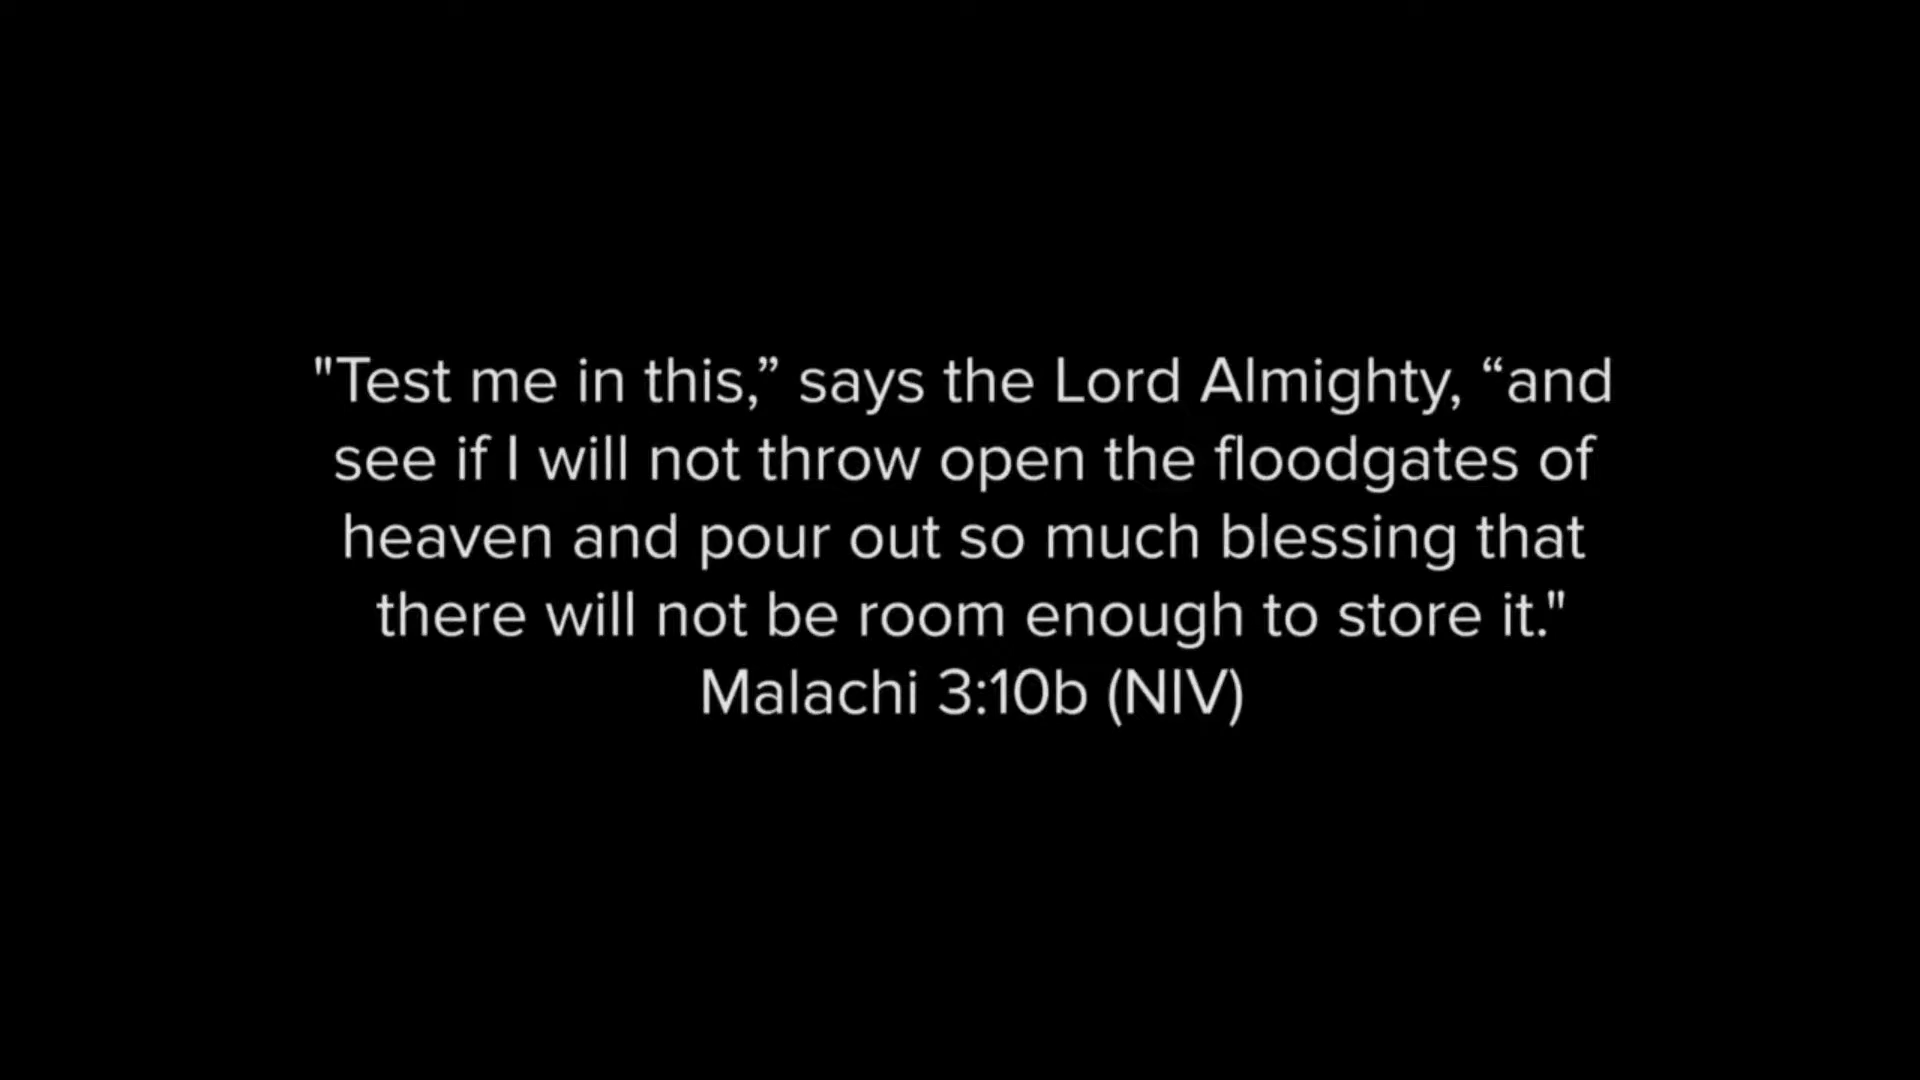 "Test me in this,” says the Lord Almighty, “and
see if I will not throw open the floodgates of
heaven and pour out so much blessing that
there will not be room enough to store it."
Malachi 3:10b (NIV)